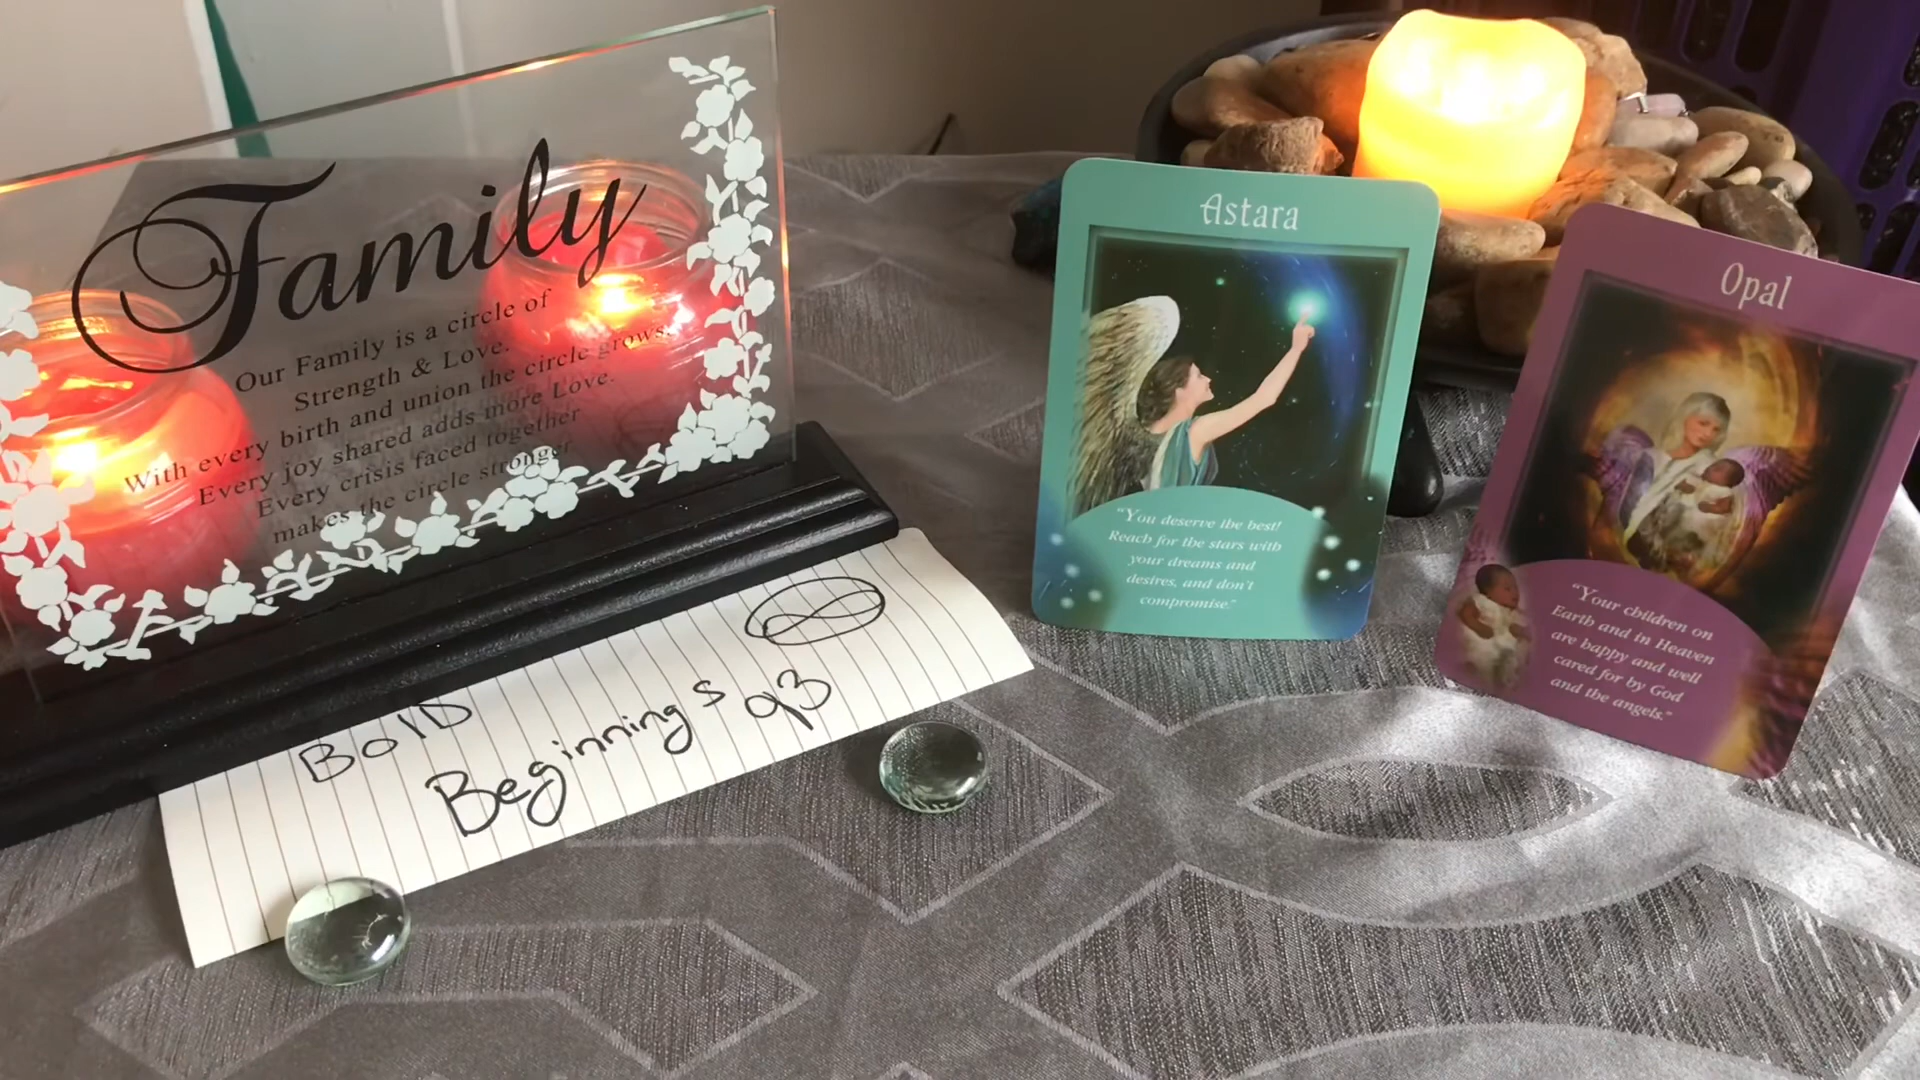 Family
Our Family is a circle of
Strength & Love.
With every birth and union the circle grows.
Every joy shared adds more Love.
Every crisis faced together
makes the circle stronger.
BOlD
Beginnings 93
Astara
"You deserve the best!
Reach for the stars with
your dreams and
desires, and don't
compromise."
Opal
"Your children on
Earth and in Heaven
are happy and well
cared for by God
and the angels."